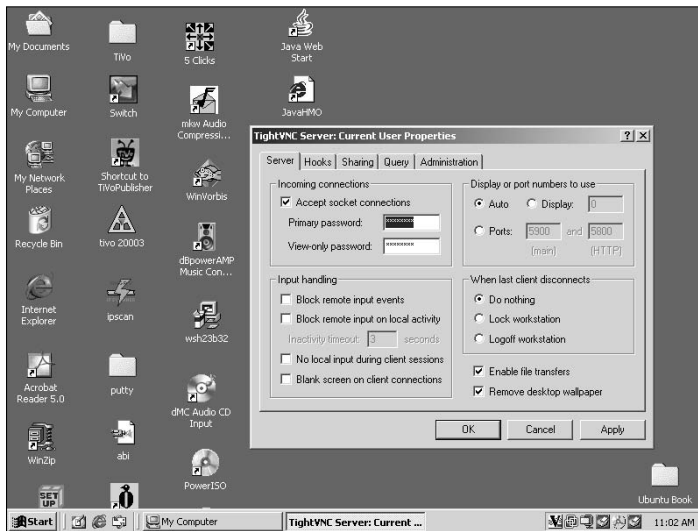 My Documents
TiVo
5 Clicks
Java Web
Start
My Computer
Switch
mkw Audio
Compressi...
JavaHMO
My Network
Places
Shortcut to
TiVoPublisher
WinVorbis
Recycle Bin
tivo 20003
dBpowerAMP
Music Con...
Internet
Explorer
ipscan
wsh23b32
Acrobat
Reader 5.0
putty
dMC Audio CD
Input
WinZip
abi
PowerISO
SET
UP
Ubuntu Book
TightVNC Server: Current User Properties
Server Hooks Sharing Query Administration
Incoming connections
Accept socket connections
Primary password: ********
View-only password: ********
Input handling
Block remote input events
Block remote input on local activity
Inactivity timeout: 3 seconds
No local input during client sessions
Blank screen on client connections
Display or port numbers to use
Auto Display: 0
Ports: 5900 and 5800
(main) (HTTP)
When last client disconnects
Do nothing
Lock workstation
Logoff workstation
Enable file transfers
Remove desktop wallpaper
OK Cancel Apply
Start My Computer TightVNC Server: Current ... 11:02 AM